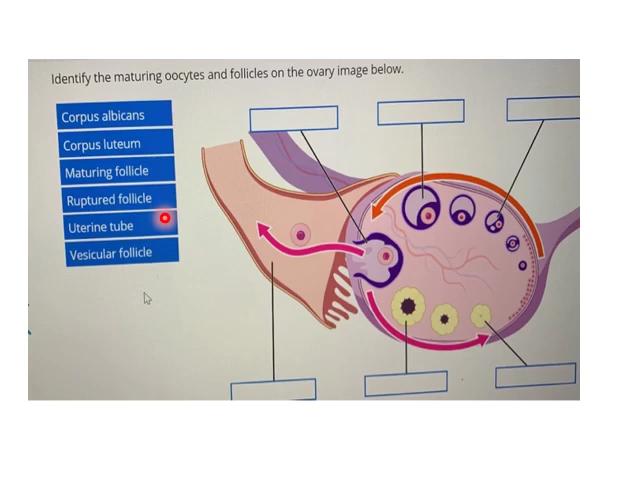 Identify the maturing oocytes and follicles on the ovary image below.
Corpus albicans
Corpus luteum
Maturing follicle
Ruptured follicle
Uterine tube
Vesicular follicle